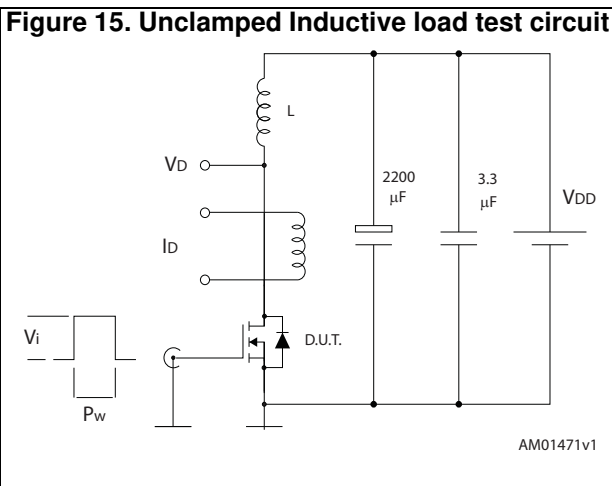 Figure 15. Unclamped Inductive load test circuit
L
VD
2200
μF
3.3
μF
VDD
ID
Vi
D.U.T.
Pw
AM01471v1